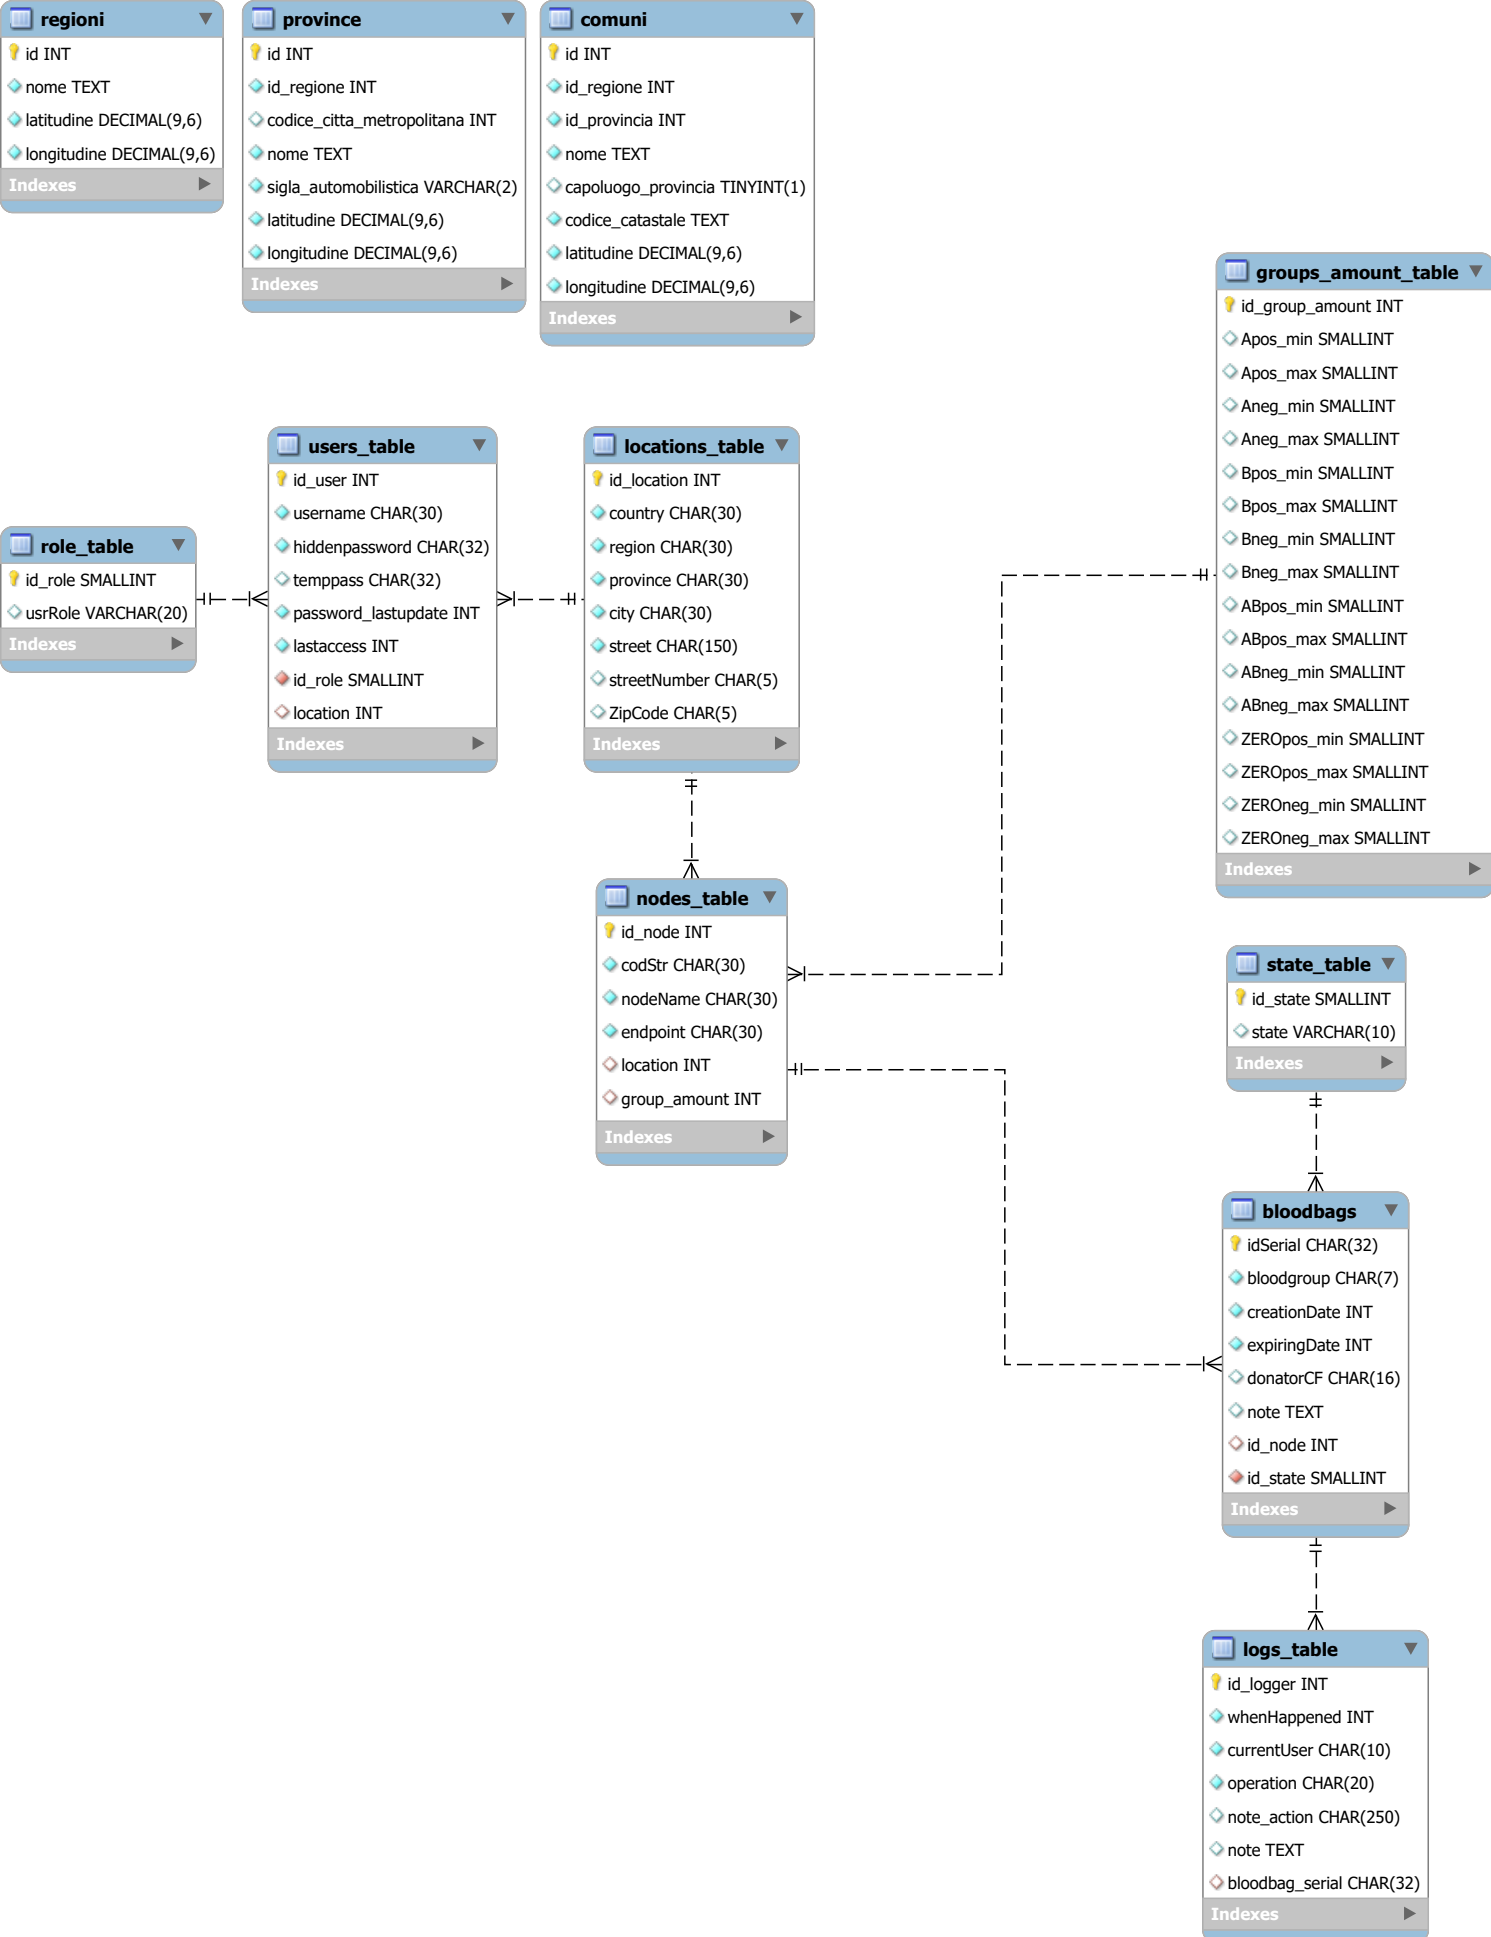 regioni
id INT
nome TEXT
latitudine DECIMAL(9,6)
longitudine DECIMAL(9,6)
Indexes
province
id INT
id_regione INT
codice_citta_metropolitana INT
nome TEXT
sigla_automobilistica VARCHAR(2)
latitudine DECIMAL(9,6)
longitudine DECIMAL(9,6)
Indexes
comuni
id INT
id_regione INT
id_provincia INT
nome TEXT
capoluogo_provincia TINYINT(1)
codice_catastale TEXT
latitudine DECIMAL(9,6)
longitudine DECIMAL(9,6)
Indexes
groups_amount_table
id_group_amount INT
Apos_min SMALLINT
Apos_max SMALLINT
Aneg_min SMALLINT
Aneg_max SMALLINT
Bpos_min SMALLINT
Bpos_max SMALLINT
Bneg_min SMALLINT
Bneg_max SMALLINT
ABpos_min SMALLINT
ABpos_max SMALLINT
ABneg_min SMALLINT
ABneg_max SMALLINT
ZEROpos_min SMALLINT
ZEROpos_max SMALLINT
ZEROneg_min SMALLINT
ZEROneg_max SMALLINT
Indexes
role_table
id_role SMALLINT
usrRole VARCHAR(20)
Indexes
users_table
id_user INT
username CHAR(30)
hiddenpassword CHAR(32)
temppass CHAR(32)
password_lastupdate INT
lastaccess INT
id_role SMALLINT
location INT
Indexes
locations_table
id_location INT
country CHAR(30)
region CHAR(30)
province CHAR(30)
city CHAR(30)
street CHAR(150)
streetNumber CHAR(5)
ZipCode CHAR(5)
Indexes
nodes_table
id_node INT
codStr CHAR(30)
nodeName CHAR(30)
endpoint CHAR(30)
location INT
group_amount INT
Indexes
state_table
id_state SMALLINT
state VARCHAR(10)
Indexes
bloodbags
idSerial CHAR(32)
bloodgroup CHAR(7)
creationDate INT
expiringDate INT
donatorCF CHAR(16)
note TEXT
id_node INT
id_state SMALLINT
Indexes
logs_table
id_logger INT
whenHappened INT
currentUser CHAR(10)
operation CHAR(20)
note_action CHAR(250)
note TEXT
bloodbag_serial CHAR(32)
Indexes